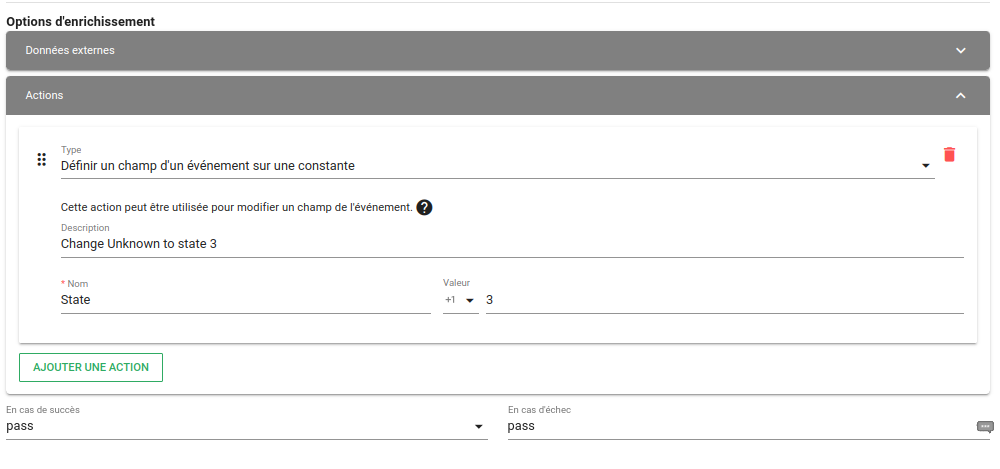 Options d'enrichissement
Données externes
Actions
Type
Définir un champ d'un événement sur une constante
Cette action peut être utilisée pour modifier un champ de l'événement. ?
Description
Change Unknown to state 3
* Nom
Valeur
State
+1
3
AJOUTER UNE ACTION
En cas de succès
En cas d'échec
pass
pass